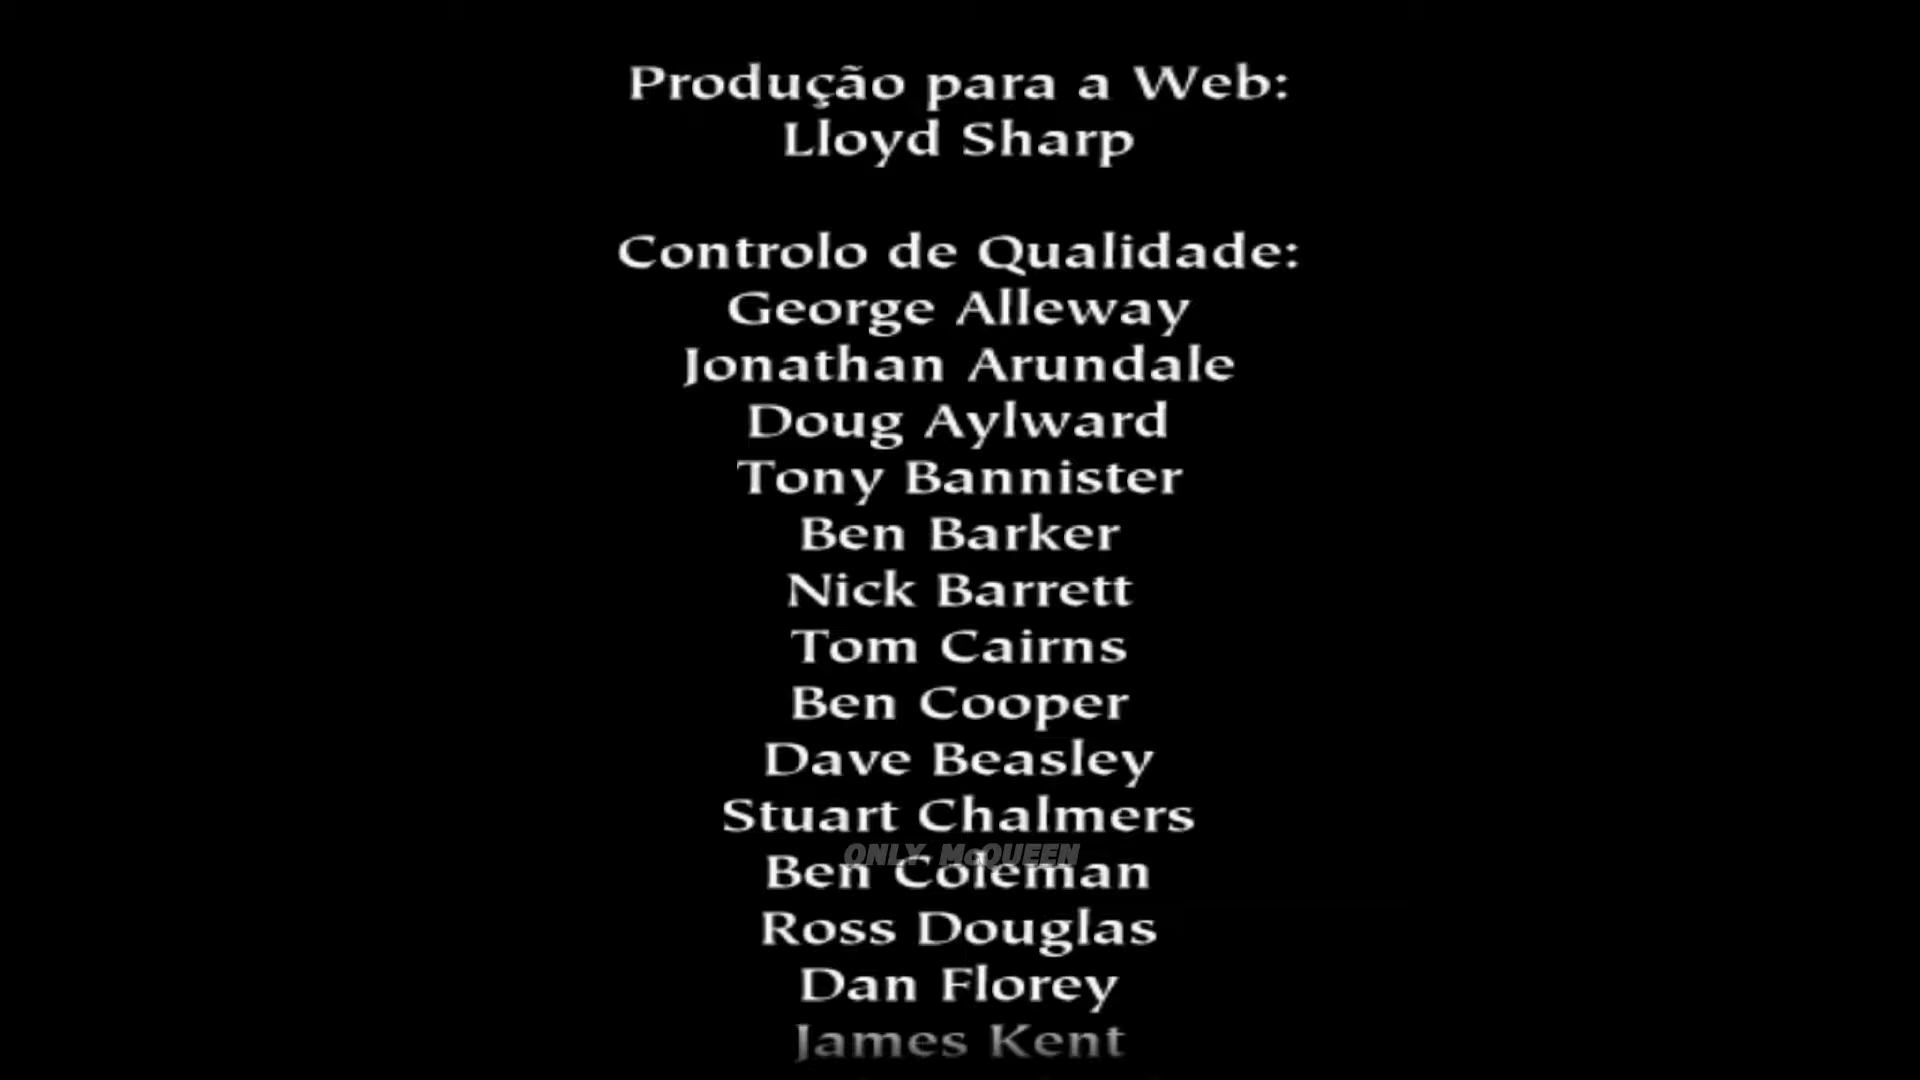 Produção para a Web:
Lloyd Sharp
Controlo de Qualidade:
George Alleway
Jonathan Arundale
Doug Aylward
Tony Bannister
Ben Barker
Nick Barrett
Tom Cairns
Ben Cooper
Dave Beasley
Stuart Chalmers
ONLY McQUEEN
Ben Coleman
Ross Douglas
Dan Florey
James Kent